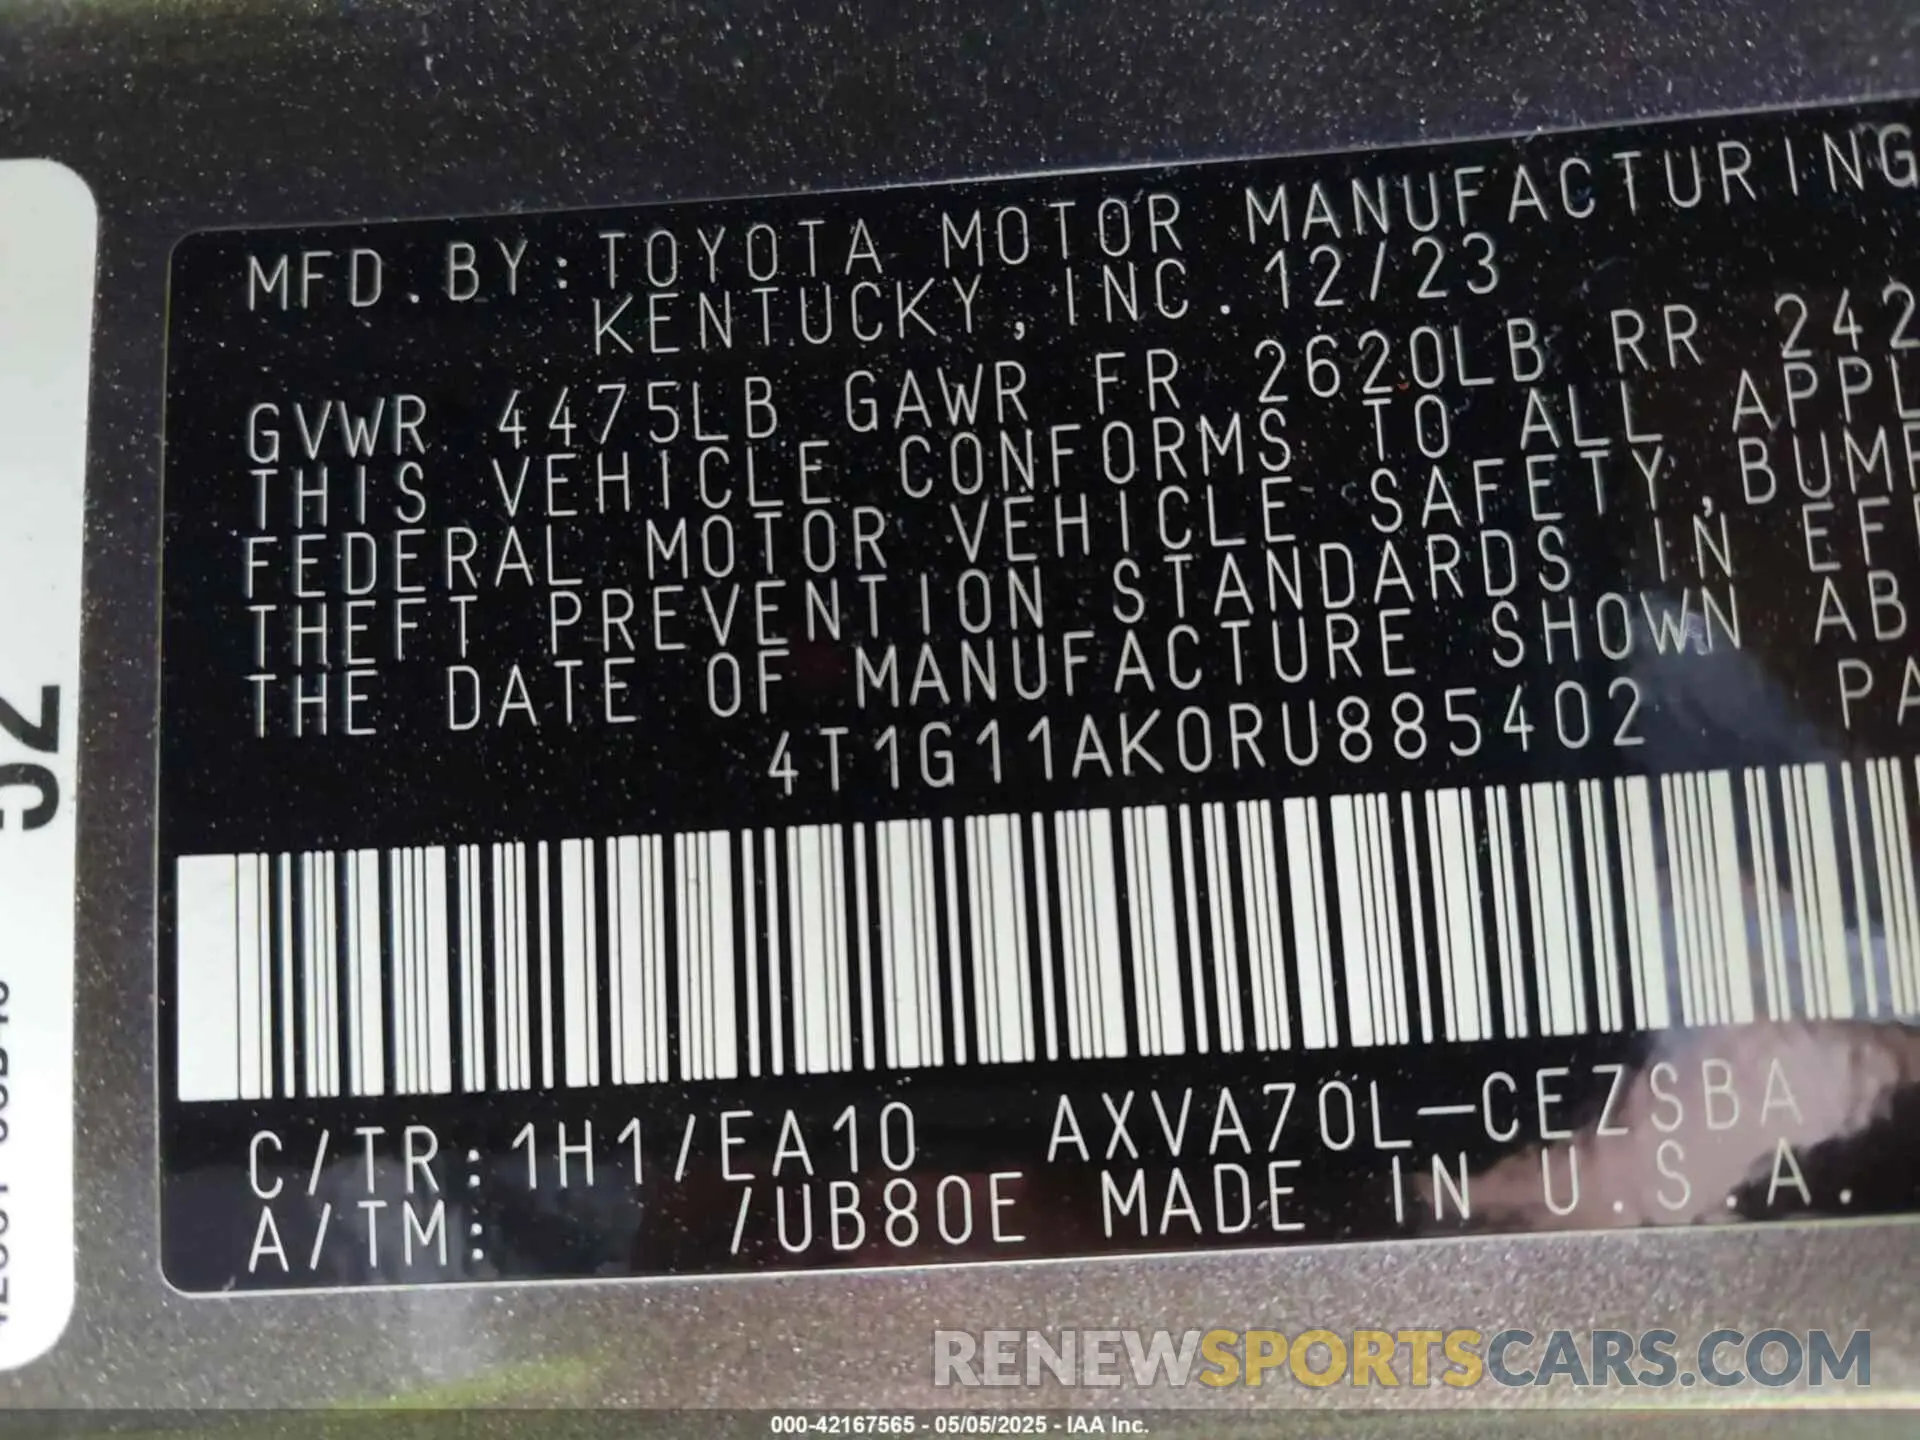 MFD. BY: TOYOTA MOTOR MANUFACTURING
KENTUCKY, INC. 12/23
GVWR 4475LB GAWR FR 2620LB RR 242
THIS VEHICLE CONFORMS TO ALL APPL
FEDERAL MOTOR VEHICLE SAFETY, BUMP
THEFT PREVENTION STANDARDS IN EFF
THE DATE OF MANUFACTURE SHOWN AB
4T1G11AK0RU885402 PA
C/TR: 1H1/EA10 AXVA70L-CEZSBA
A/TM: /UB80E MADE IN U.S.A.
RENEWSPORTSCARS.COM
000-42167565 - 05/05/2025 - IAA Inc.